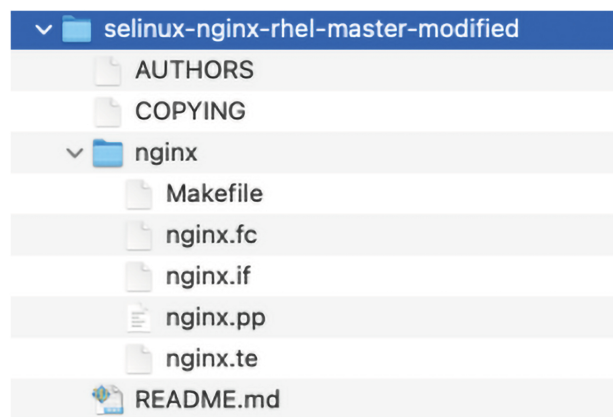 selinux-nginx-rhel-master-modified
AUTHORS
COPYING
nginx
Makefile
nginx.fc
nginx.if
nginx.pp
nginx.te
README.md